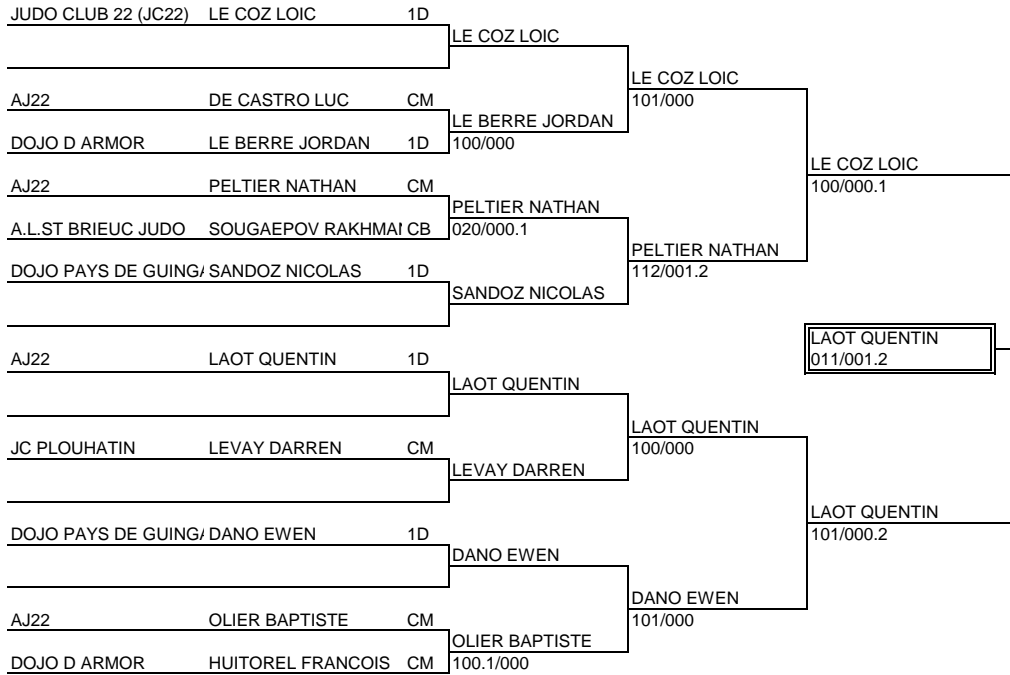 JUDO CLUB 22 (JC22) LE COZ LOIC 1D
LE COZ LOIC
LE COZ LOIC
101/000
AJ22 DE CASTRO LUC CM
LE BERRE JORDAN
100/000
DOJO D ARMOR LE BERRE JORDAN 1D
LE COZ LOIC
100/000.1
AJ22 PELTIER NATHAN CM
PELTIER NATHAN
020/000.1
A.L.ST BRIEUC JUDO SOUGAEPOV RAKHMAI CB
PELTIER NATHAN
112/001.2
DOJO PAYS DE GUINGA SANDOZ NICOLAS 1D
SANDOZ NICOLAS
LAOT QUENTIN
011/001.2
AJ22 LAOT QUENTIN 1D
LAOT QUENTIN
LAOT QUENTIN
100/000
JC PLOUHATIN LEVAY DARREN CM
LEVAY DARREN
LAOT QUENTIN
101/000.2
DOJO PAYS DE GUINGA DANO EWEN 1D
DANO EWEN
DANO EWEN
101/000
AJ22 OLIER BAPTISTE CM
OLIER BAPTISTE
100.1/000
DOJO D ARMOR HUITOREL FRANCOIS CM